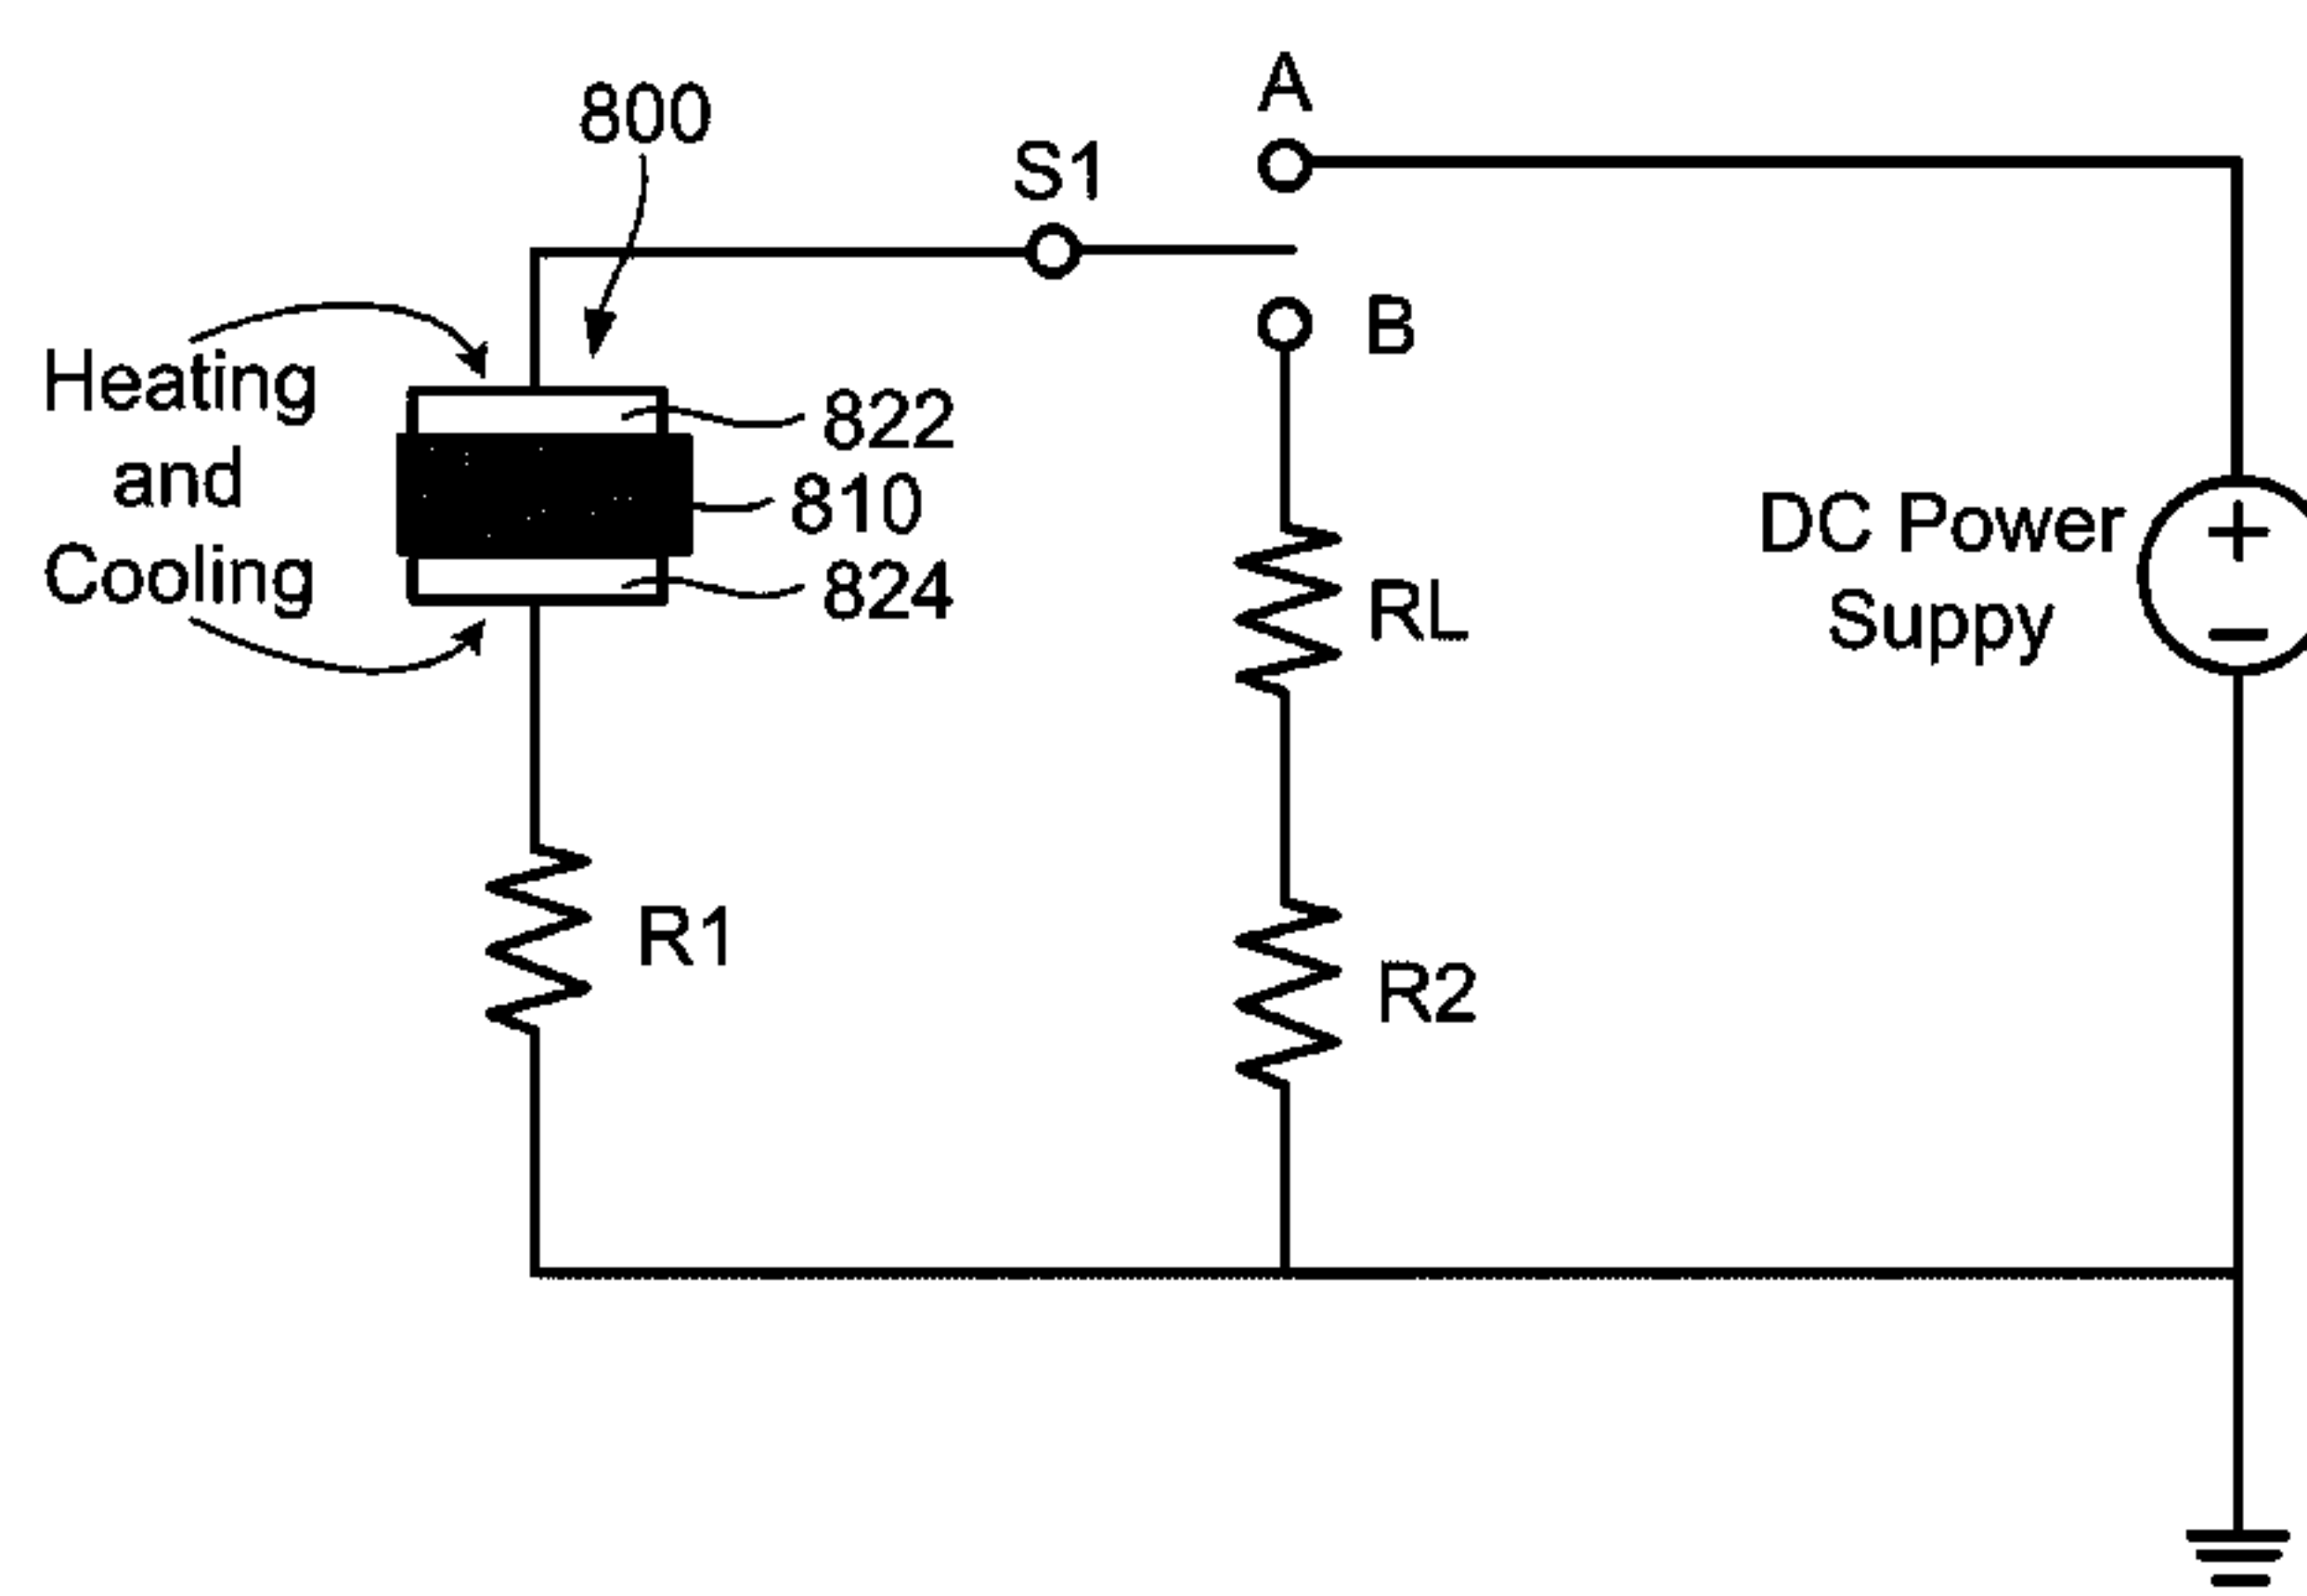 A
800
S1
B
Heating
and
Cooling
822
810
824
RL
DC Power
Suppy
+
−
R1
R2